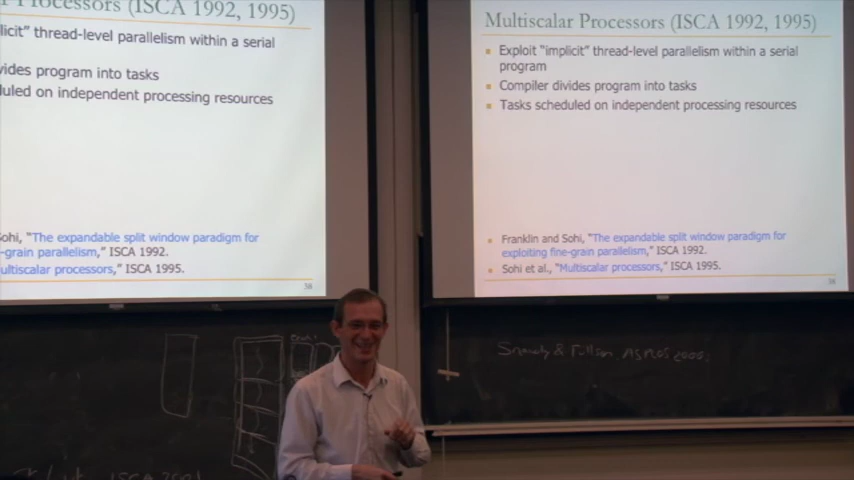 Processors (ISCA 1992, 1995)
licit" thread-level parallelism within a serial
vides program into tasks
uled on independent processing resources
Sohi, "The expandable split window paradigm for
-grain parallelism," ISCA 1992.
ultiscalar processors," ISCA 1995.
38
Multiscalar Processors (ISCA 1992, 1995)
Exploit "implicit" thread-level parallelism within a serial
program
Compiler divides program into tasks
Tasks scheduled on independent processing resources
Franklin and Sohi, "The expandable split window paradigm for
exploiting fine-grain parallelism," ISCA 1992.
Sohi et al., "Multiscalar processors," ISCA 1995.
38
ISCA 2001